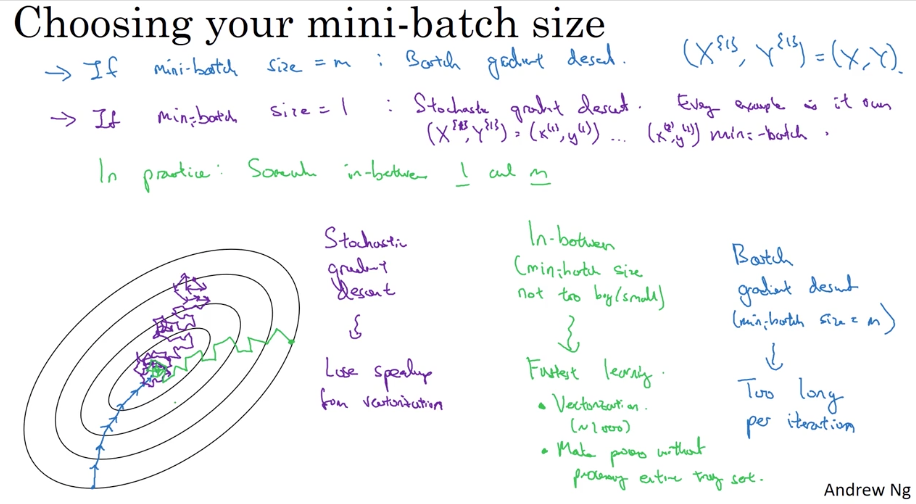 Choosing your mini-batch size
→ If mini-batch size = m : Batch gradient descent. (X^{1}, Y^{1}) = (X, Y).
→ If mini-batch size = 1 : Stochastic gradient descent. Every example is it own
(X^{1}, Y^{1}) = (x^(1), y^(1)) ... mini-batch.
In practice: Somewhere in-between 1 and m
Stochastic
gradient
descent
Lose speedup
from vectorization
In-between
(mini-batch size
not too big/small)
Fastest learning.
• Vectorization.
(~1000)
• Make progress without
processing entire training set.
Batch
gradient descent
(mini-batch size = m)
Too long
per iteration
Andrew Ng